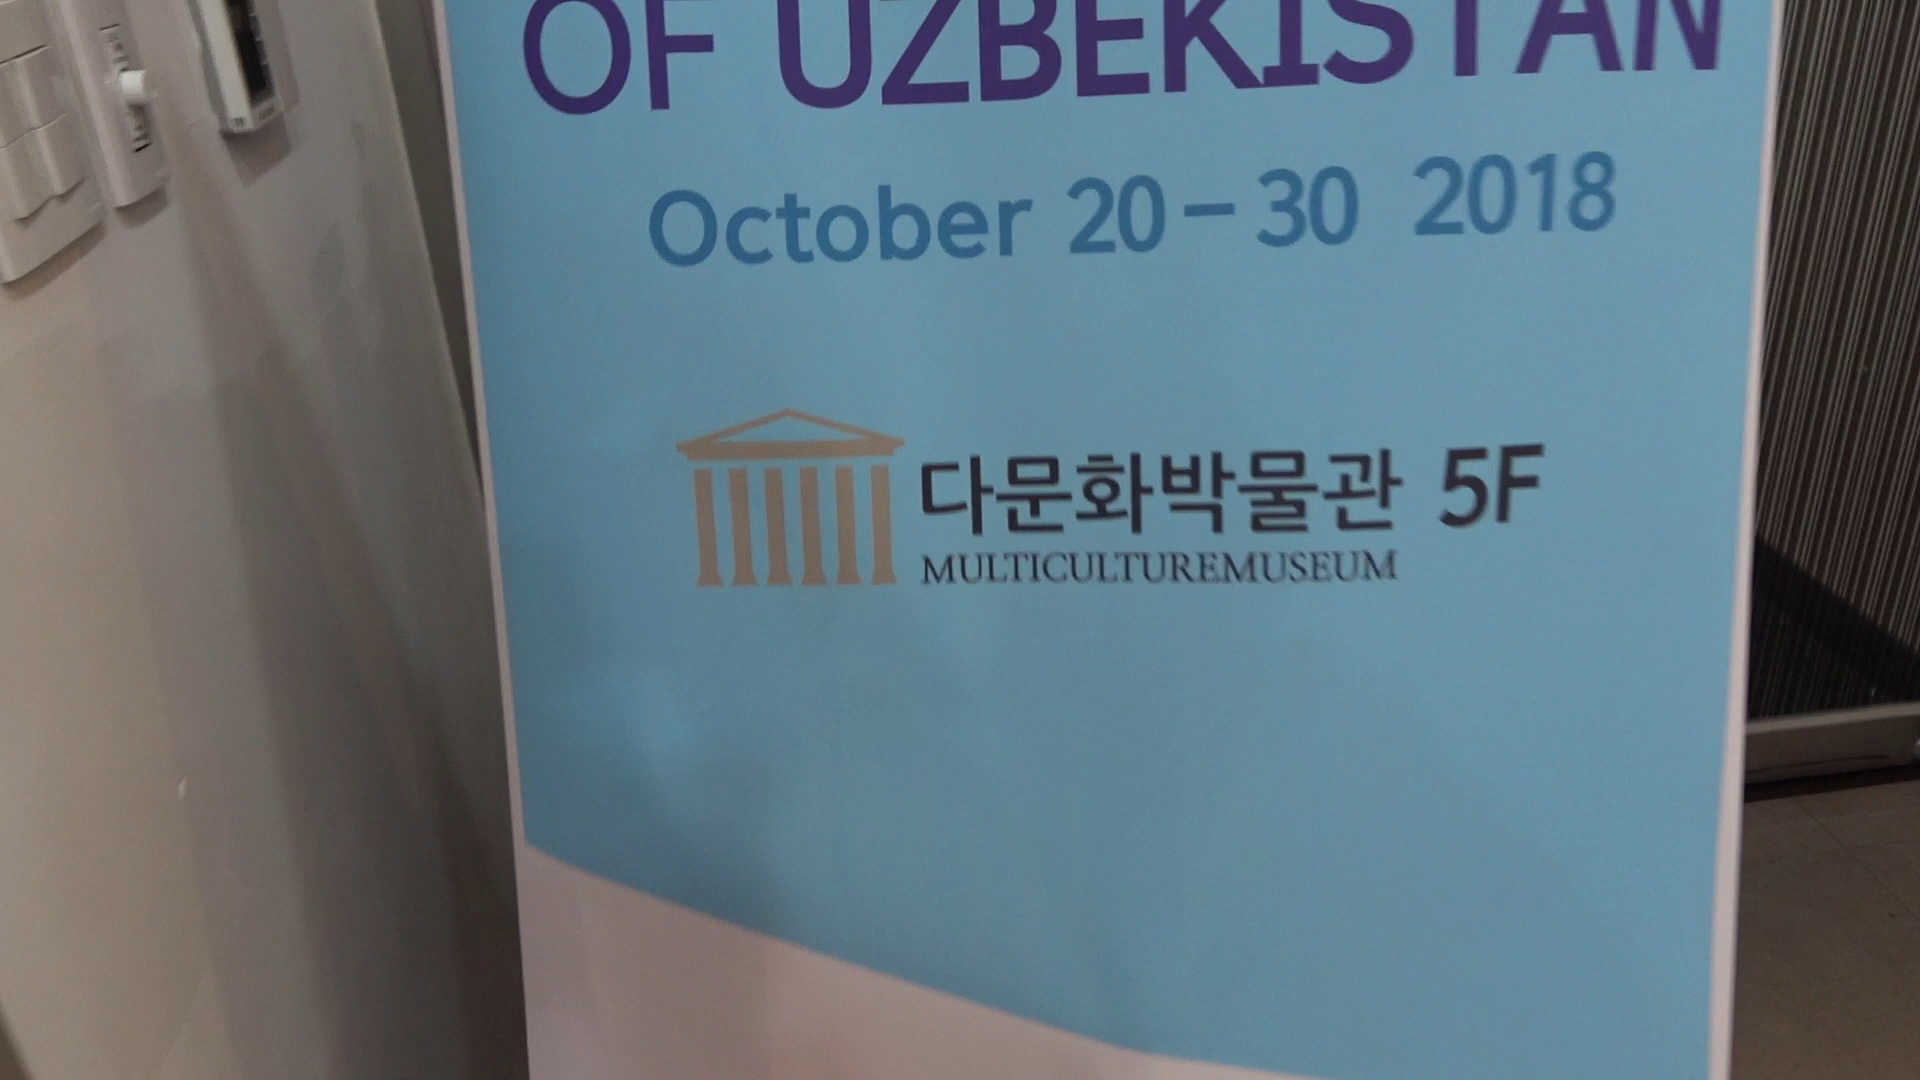 OF UZBEKISTAN
October 20-30 2018
다문화박물관 5F
MULTICULTUREMUSEUM